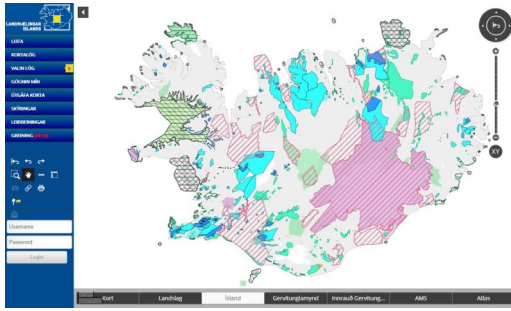 LANDMÆLINGAR
ÍSLANDS
LEITA
KORTALÖG
VALIN LÖG
GÖGNIN MÍN
ÚTGÁFA KORTA
SKÝRINGAR
LEIÐBEININGAR
GREINING
XY
Username
Password
Login
Kort
Landslag
Ísland
Gervitunglamynd
Innrauð Gervitung...
AMS
Atlas